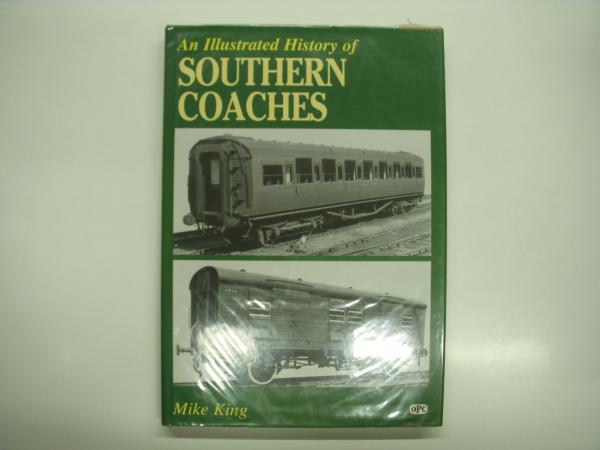 An Illustrated History of
SOUTHERN
COACHES
Mike King
OPC